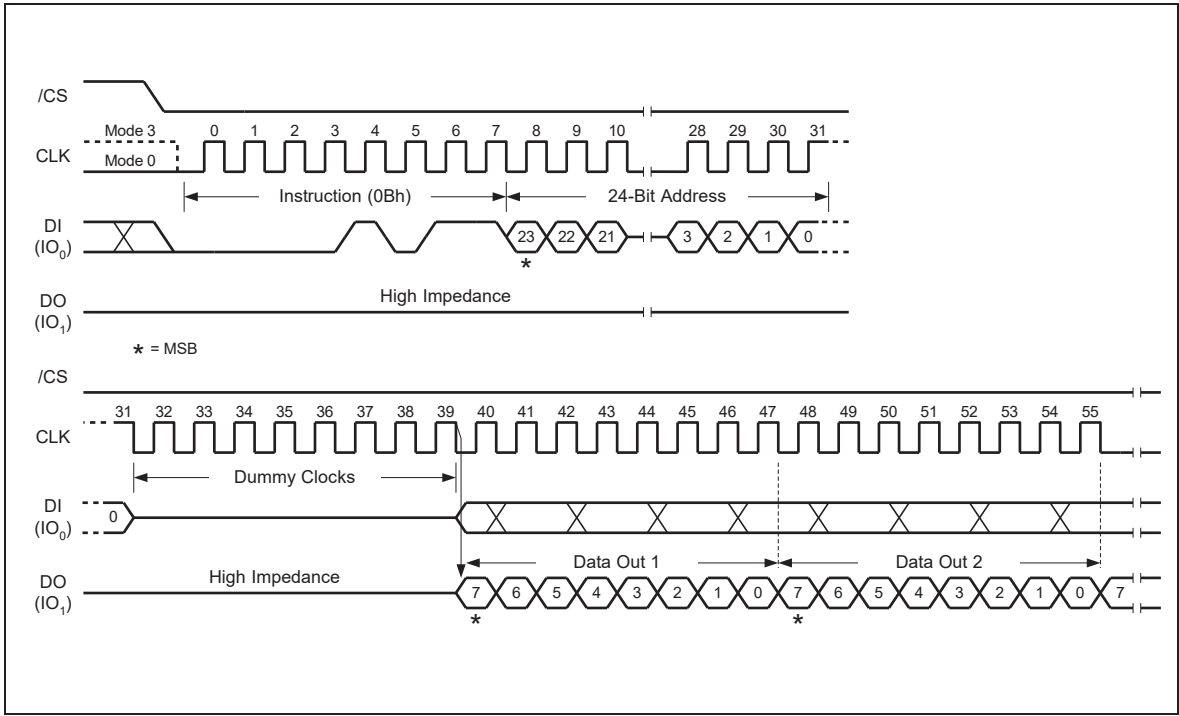 /CS
Mode 3
0 1 2 3 4 5 6 7 8 9 10 28 29 30 31
CLK
Mode 0
Instruction (0Bh) 24-Bit Address
DI
(IO0)
23 22 21 3 2 1 0
*
High Impedance
DO
(IO1)
* = MSB
/CS
31 32 33 34 35 36 37 38 39 40 41 42 43 44 45 46 47 48 49 50 51 52 53 54 55
CLK
Dummy Clocks
DI
(IO0)
0
Data Out 1 Data Out 2
High Impedance
DO
(IO1)
7 6 5 4 3 2 1 0 7 6 5 4 3 2 1 0 7
* *